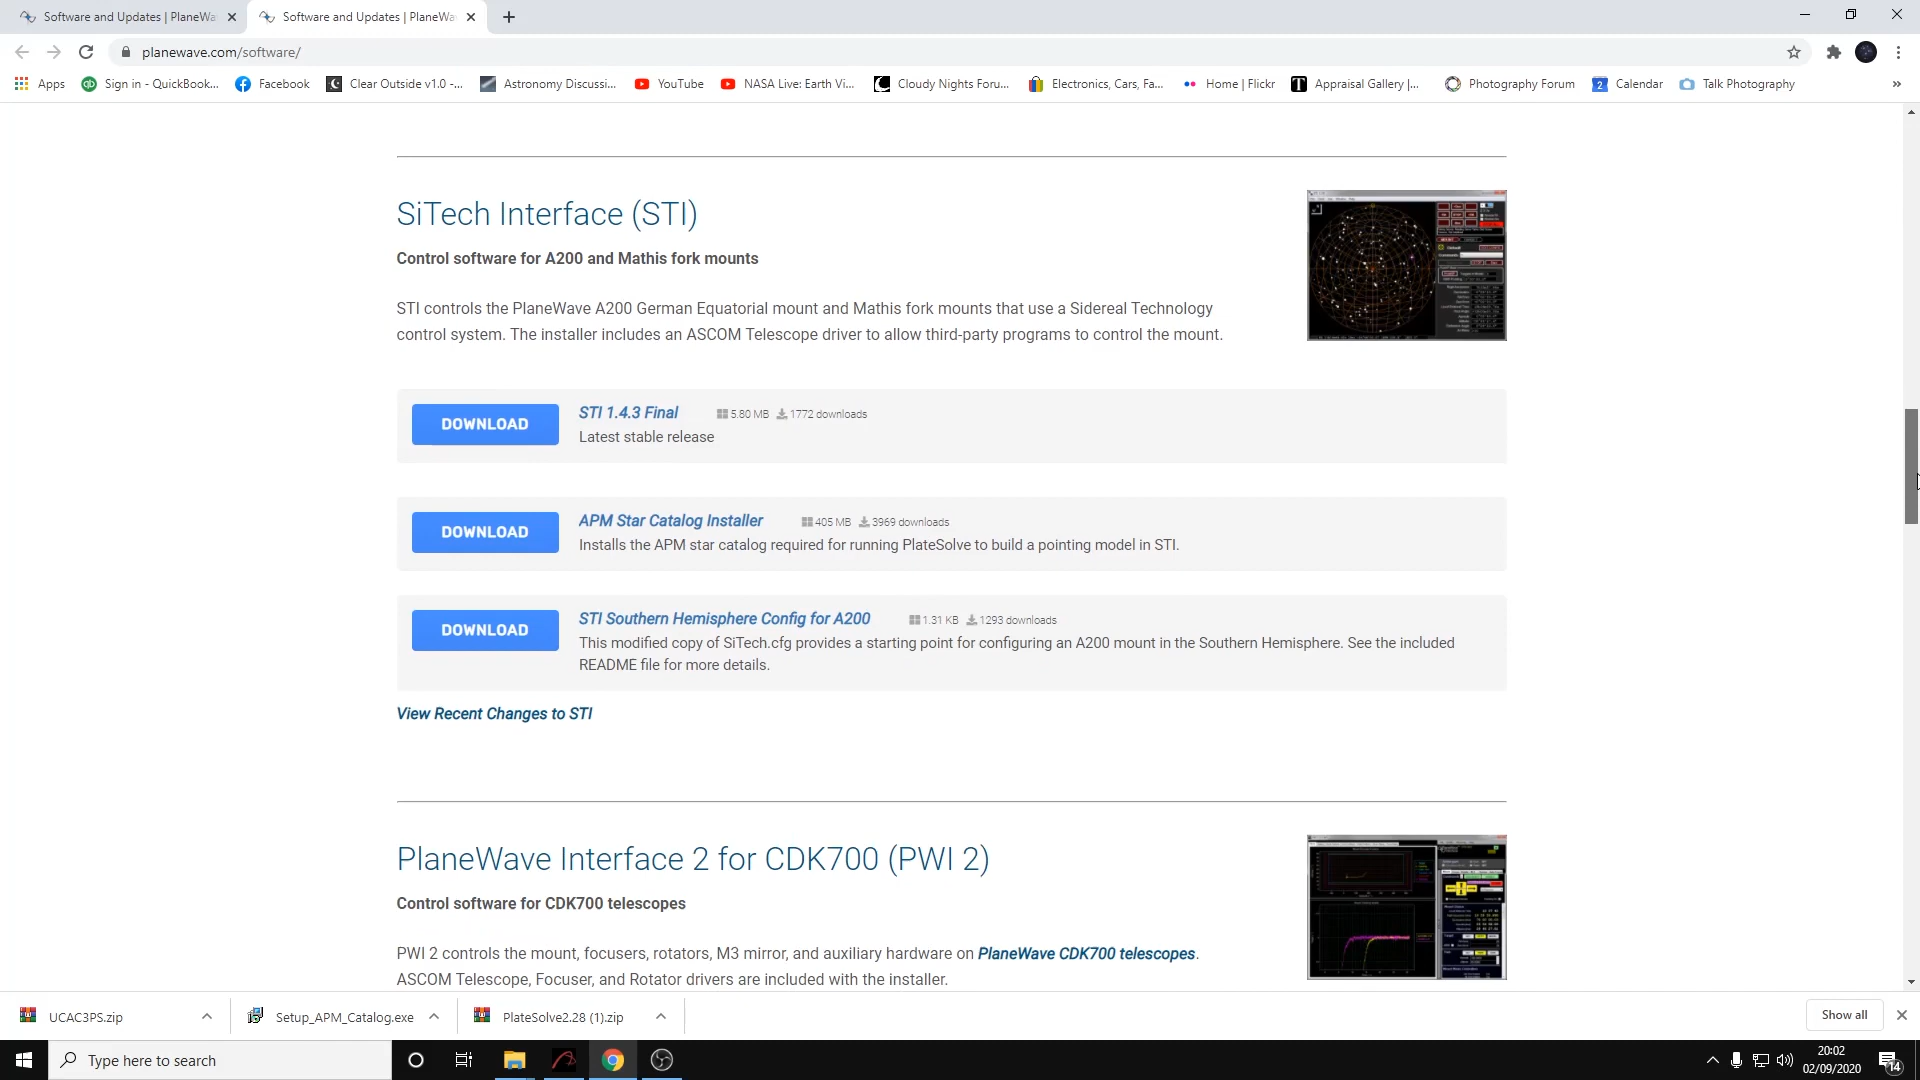 Software and Updates | PlaneWa
Software and Updates | PlaneWa
planewave.com/software/
Apps
Sign in - QuickBook...
Facebook
Clear Outside v1.0 -...
Astronomy Discussi...
YouTube
NASA Live: Earth Vi...
Cloudy Nights Foru...
Electronics, Cars, Fa...
Home | Flickr
Appraisal Gallery |...
Photography Forum
2 Calendar
Talk Photography
»
SiTech Interface (STI)
Control software for A200 and Mathis fork mounts
STI controls the PlaneWave A200 German Equatorial mount and Mathis fork mounts that use a Sidereal Technology
control system. The installer includes an ASCOM Telescope driver to allow third-party programs to control the mount.
DOWNLOAD
STI 1.4.3 Final 5.80 MB 1772 downloads
Latest stable release
DOWNLOAD
APM Star Catalog Installer 405 MB 3969 downloads
Installs the APM star catalog required for running PlateSolve to build a pointing model in STI.
DOWNLOAD
STI Southern Hemisphere Config for A200 1.31 KB 1293 downloads
This modified copy of SiTech.cfg provides a starting point for configuring an A200 mount in the Southern Hemisphere. See the included
README file for more details.
View Recent Changes to STI
PlaneWave Interface 2 for CDK700 (PWI 2)
Control software for CDK700 telescopes
PWI 2 controls the mount, focusers, rotators, M3 mirror, and auxiliary hardware on PlaneWave CDK700 telescopes.
ASCOM Telescope, Focuser, and Rotator drivers are included with the installer.
UCAC3PS.zip
Setup_APM_Catalog.exe
PlateSolve2.28 (1).zip
Show all
Type here to search
20:02
02/09/2020
14